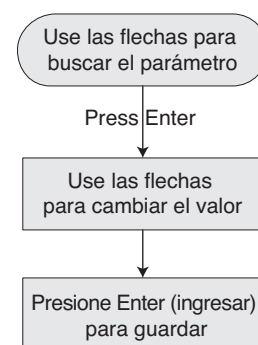 Use las flechas para
buscar el parámetro
Press Enter
Use las flechas
para cambiar el valor
Presione Enter (ingresar)
para guardar